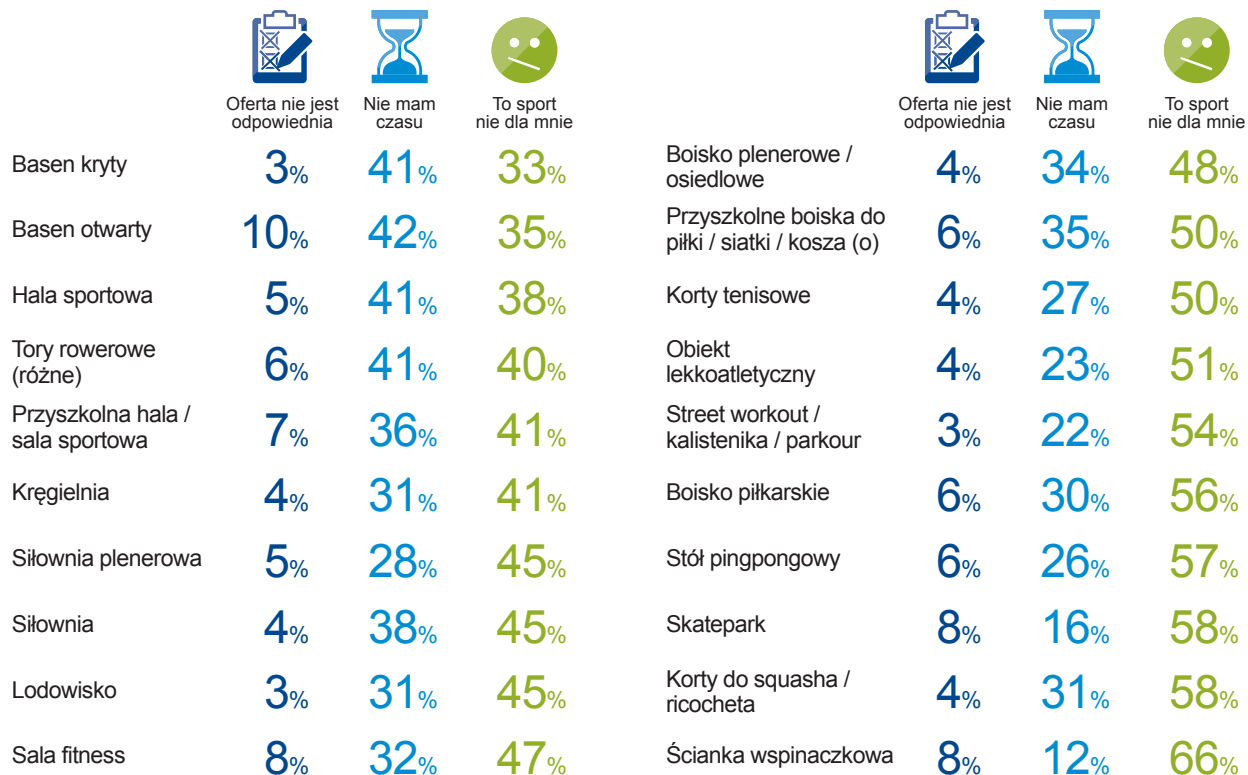 Oferta nie jest
odpowiednia
Nie mam
czasu
To sport
nie dla mnie
Basen kryty 3% 41% 33%
Basen otwarty 10% 42% 35%
Hala sportowa 5% 41% 38%
Tory rowerowe
(różne) 6% 41% 40%
Przyszkolna hala /
sala sportowa 7% 36% 41%
Kręgielnia 4% 31% 41%
Siłownia plenerowa 5% 28% 45%
Siłownia 4% 38% 45%
Lodowisko 3% 31% 45%
Sala fitness 8% 32% 47%
Oferta nie jest
odpowiednia
Nie mam
czasu
To sport
nie dla mnie
Boisko plenerowe /
osiedlowe 4% 34% 48%
Przyszkolne boiska do
piłki / siatki / kosza (o) 6% 35% 50%
Korty tenisowe 4% 27% 50%
Obiekt
lekkoatletyczny 4% 23% 51%
Street workout /
kalistenika / parkour 3% 22% 54%
Boisko piłkarskie 6% 30% 56%
Stół pingpongowy 6% 26% 57%
Skatepark 8% 16% 58%
Korty do squasha /
ricocheta 4% 31% 58%
Ścianka wspinaczkowa 8% 12% 66%